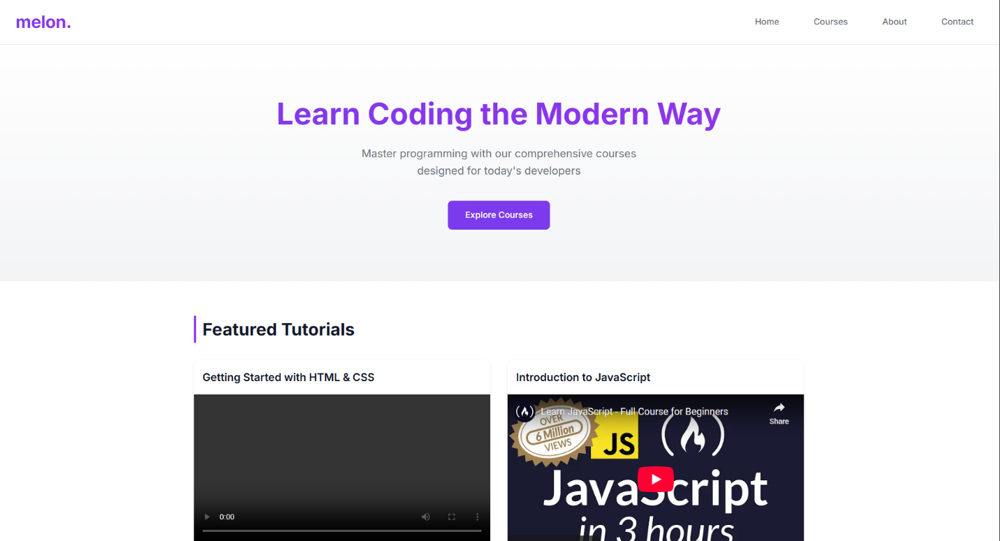 melon.
Home
Courses
About
Contact
Learn Coding the Modern Way
Master programming with our comprehensive courses
designed for today's developers
Explore Courses
Featured Tutorials
Getting Started with HTML & CSS
0:00
Introduction to JavaScript
Learn JavaScript - Full Course for Beginners
Share
OVER
6 Million
VIEWS
JS
JavaScript
in 3 hours